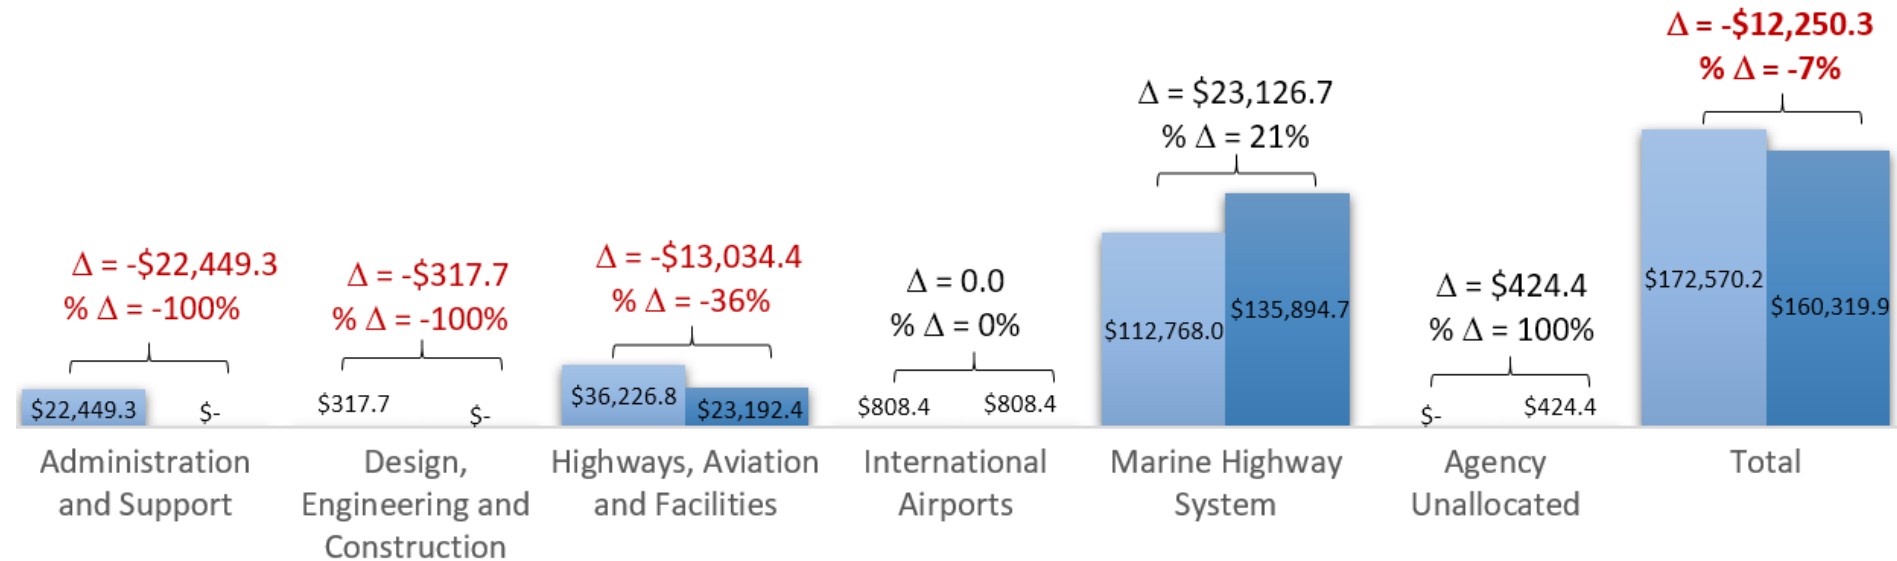 Δ = -$22,449.3
% Δ = -100%
$22,449.3
$-
Administration
and Support
Δ = -$317.7
% Δ = -100%
$317.7
$-
Design,
Engineering and
Construction
Δ = -$13,034.4
% Δ = -36%
$36,226.8
$23,192.4
Highways, Aviation
and Facilities
Δ = 0.0
% Δ = 0%
$808.4
$808.4
International
Airports
Δ = $23,126.7
% Δ = 21%
$112,768.0
$135,894.7
Marine Highway
System
Δ = $424.4
% Δ = 100%
$-
$424.4
Agency
Unallocated
Δ = -$12,250.3
% Δ = -7%
$172,570.2
$160,319.9
Total